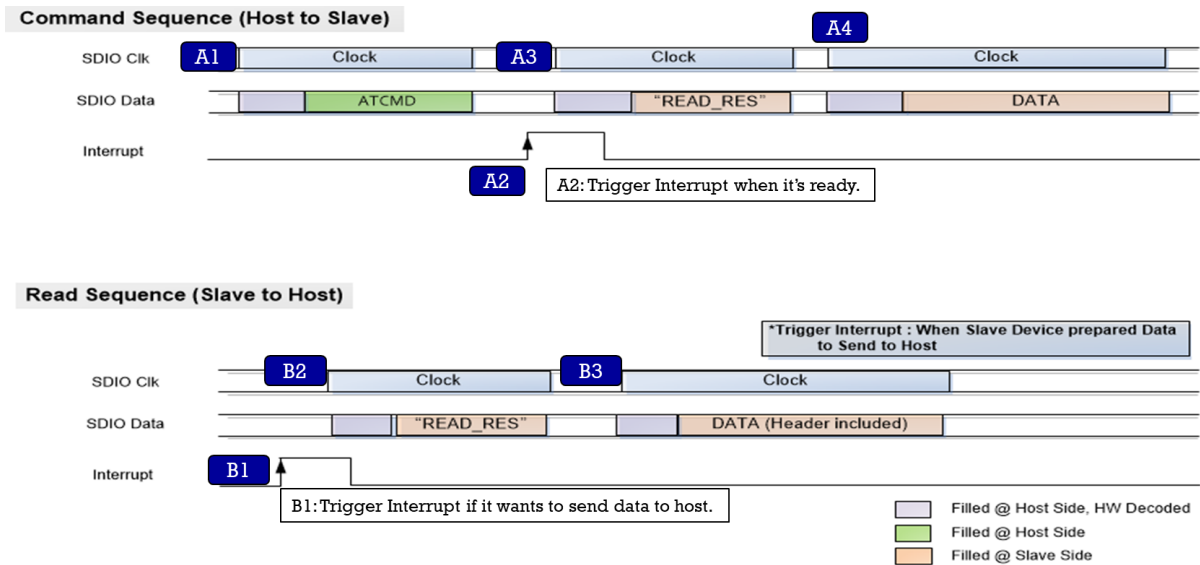 Command Sequence (Host to Slave)
A4
SDIO Clk
A1
Clock
A3
Clock
Clock
SDIO Data
ATCMD
“READ_RES”
DATA
Interrupt
A2
A2: Trigger Interrupt when it’s ready.
Read Sequence (Slave to Host)
*Trigger Interrupt : When Slave Device prepared Data
to Send to Host
SDIO Clk
B2
Clock
B3
Clock
SDIO Data
“READ_RES”
DATA (Header included)
Interrupt
B1
B1: Trigger Interrupt if it wants to send data to host.
Filled @ Host Side, HW Decoded
Filled @ Host Side
Filled @ Slave Side